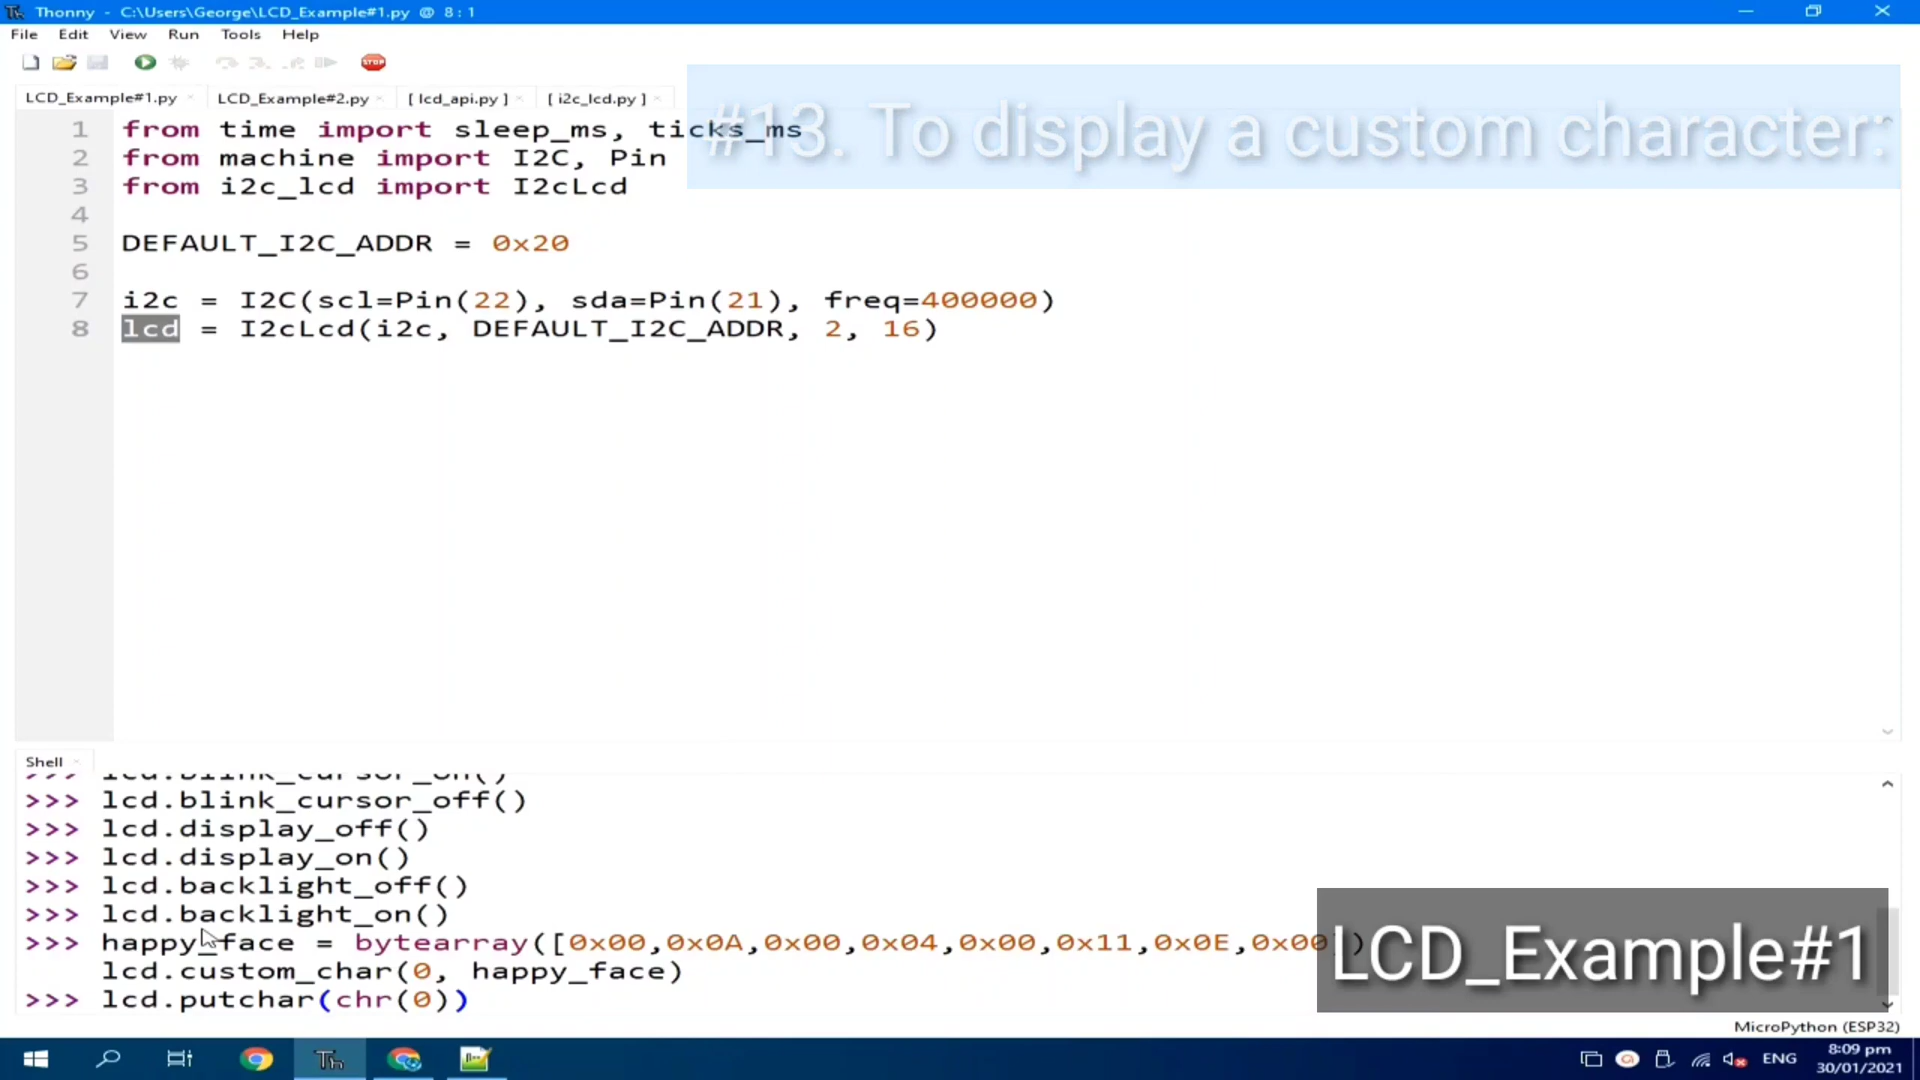 Thonny - C:\Users\George\LCD_Example#1.py @ 8 : 1
File Edit View Run Tools Help
STOP
LCD_Example#1.py LCD_Example#2.py [ lcd_api.py ] [ i2c_lcd.py ]
#13. To display a custom character:
1 from time import sleep_ms, ticks_ms
2 from machine import I2C, Pin
3 from i2c_lcd import I2cLcd
4
5 DEFAULT_I2C_ADDR = 0x20
6
7 i2c = I2C(scl=Pin(22), sda=Pin(21), freq=400000)
8 lcd = I2cLcd(i2c, DEFAULT_I2C_ADDR, 2, 16)
Shell
>>> lcd.blink_cursor_on()
>>> lcd.blink_cursor_off()
>>> lcd.display_off()
>>> lcd.display_on()
>>> lcd.backlight_off()
>>> lcd.backlight_on()
>>> happy_face = bytearray([0x00,0x0A,0x00,0x04,0x00,0x11,0x0E,0x00])
lcd.custom_char(0, happy_face)
>>> lcd.putchar(chr(0))
LCD_Example#1
MicroPython (ESP32)
Th
ENG
8:09 pm
30/01/2021